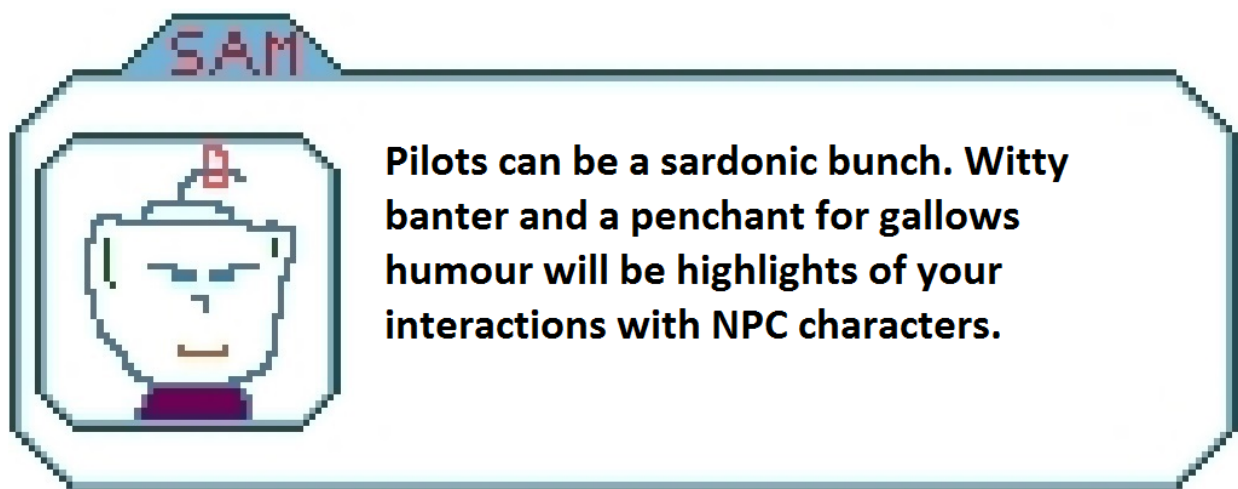 SAM
Pilots can be a sardonic bunch. Witty
banter and a penchant for gallows
humour will be highlights of your
interactions with NPC characters.